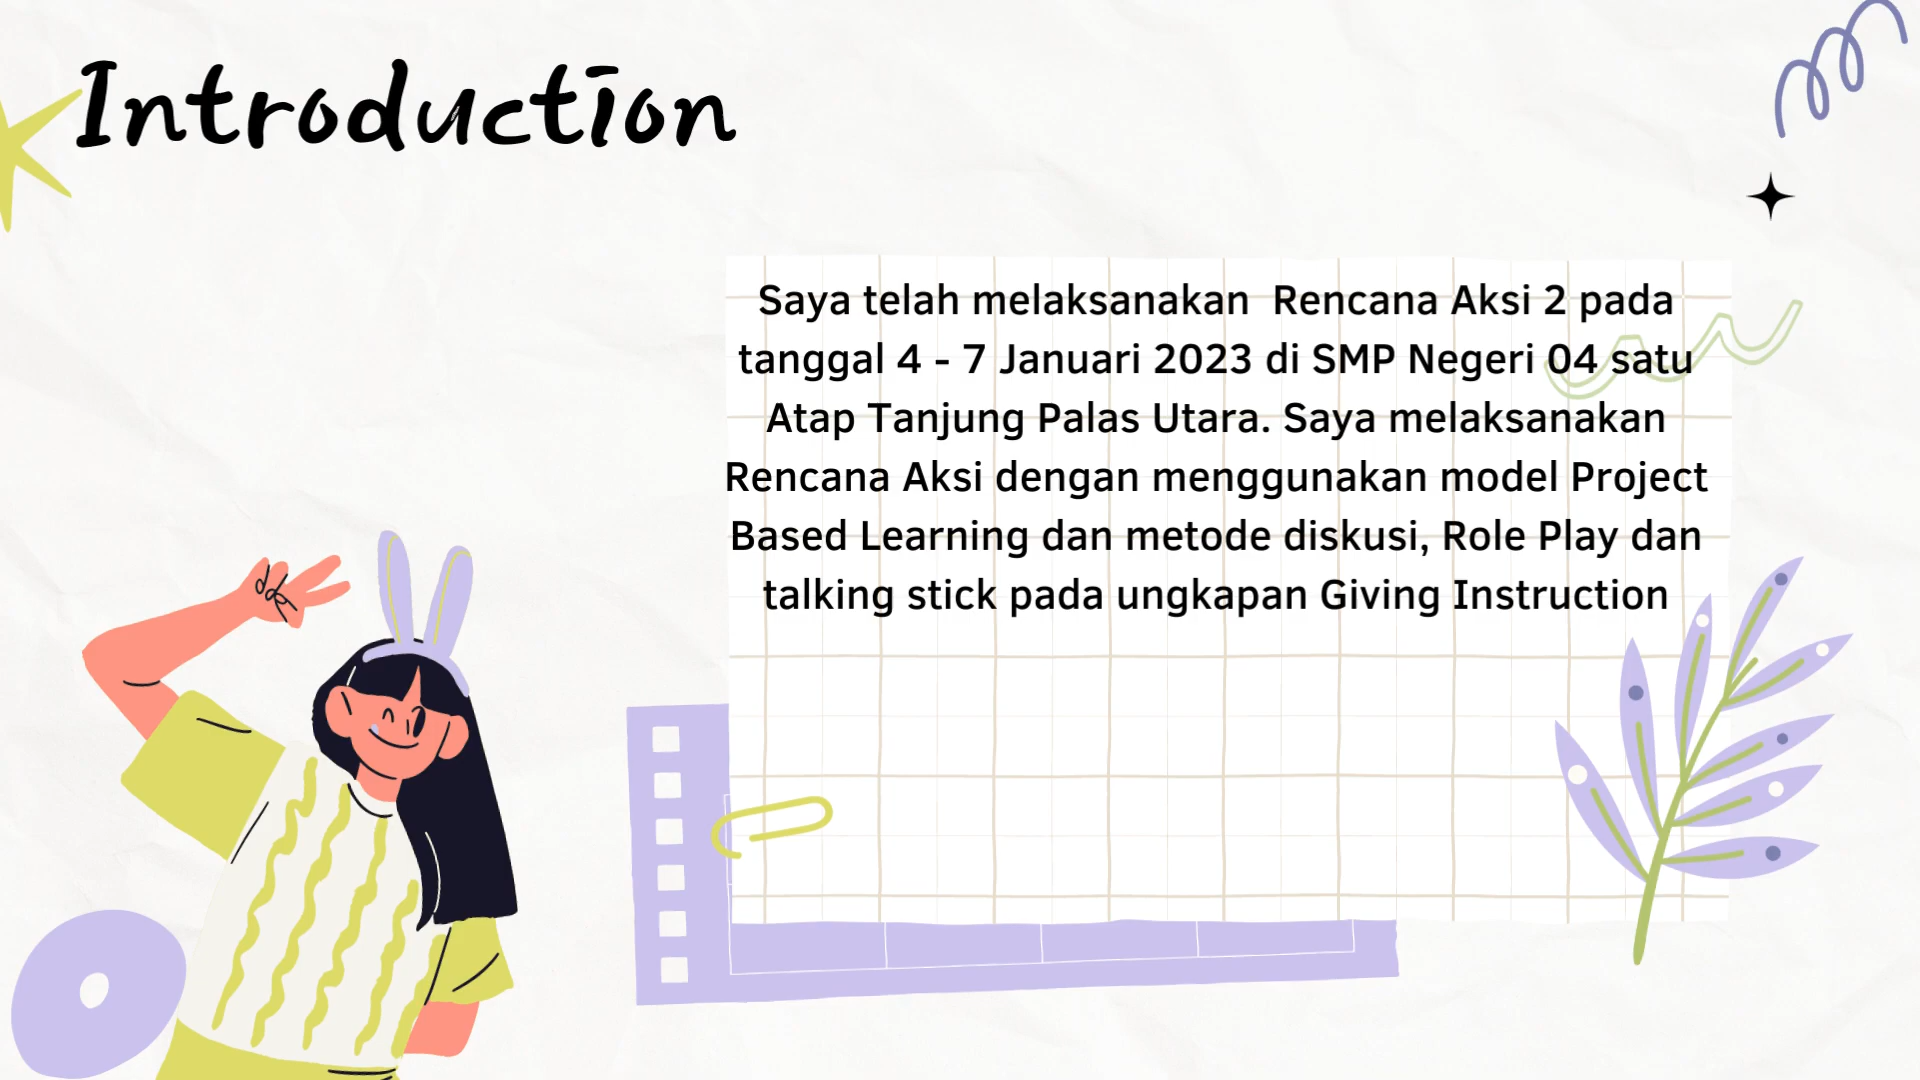 Introduction
Saya telah melaksanakan  Rencana Aksi 2 pada
tanggal 4 - 7 Januari 2023 di SMP Negeri 04 satu
Atap Tanjung Palas Utara. Saya melaksanakan
Rencana Aksi dengan menggunakan model Project
Based Learning dan metode diskusi, Role Play dan
talking stick pada ungkapan Giving Instruction